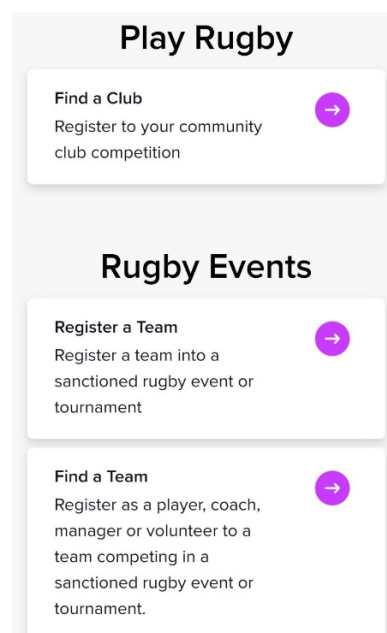 Play Rugby
Find a Club
Register to your community
club competition
Rugby Events
Register a Team
Register a team into a
sanctioned rugby event or
tournament
Find a Team
Register as a player, coach,
manager or volunteer to a
team competing in a
sanctioned rugby event or
tournament.